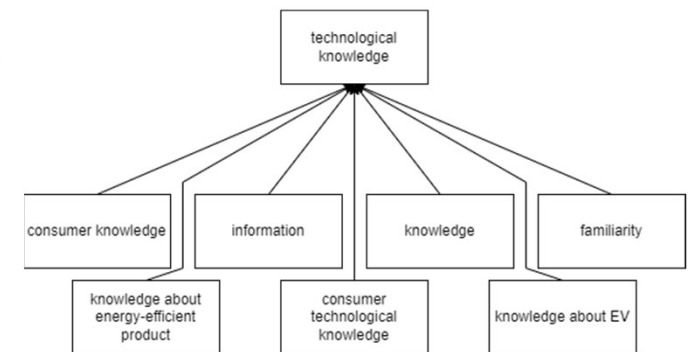 technological
knowledge
consumer knowledge
information
knowledge
familiarity
knowledge about
energy-efficient
product
consumer
technological
knowledge
knowledge about EV